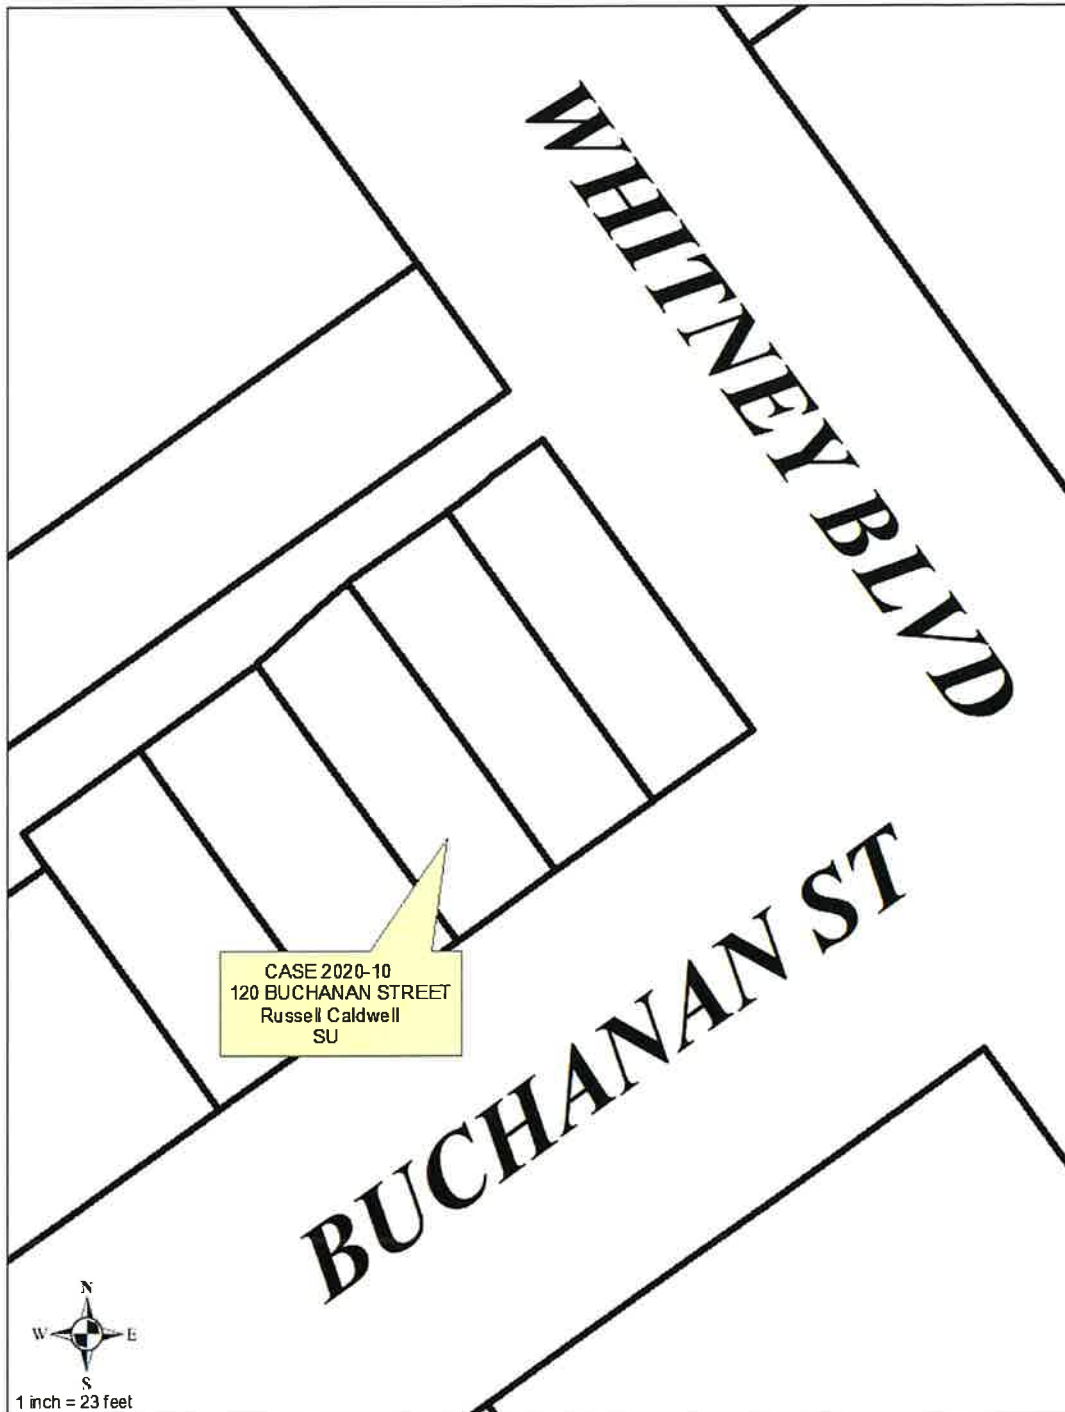 WHITNEY BLVD
CASE 2020-10
120 BUCHANAN STREET
Russell Caldwell
SU
BUCHANAN ST
N
W E
S
1 inch = 23 feet